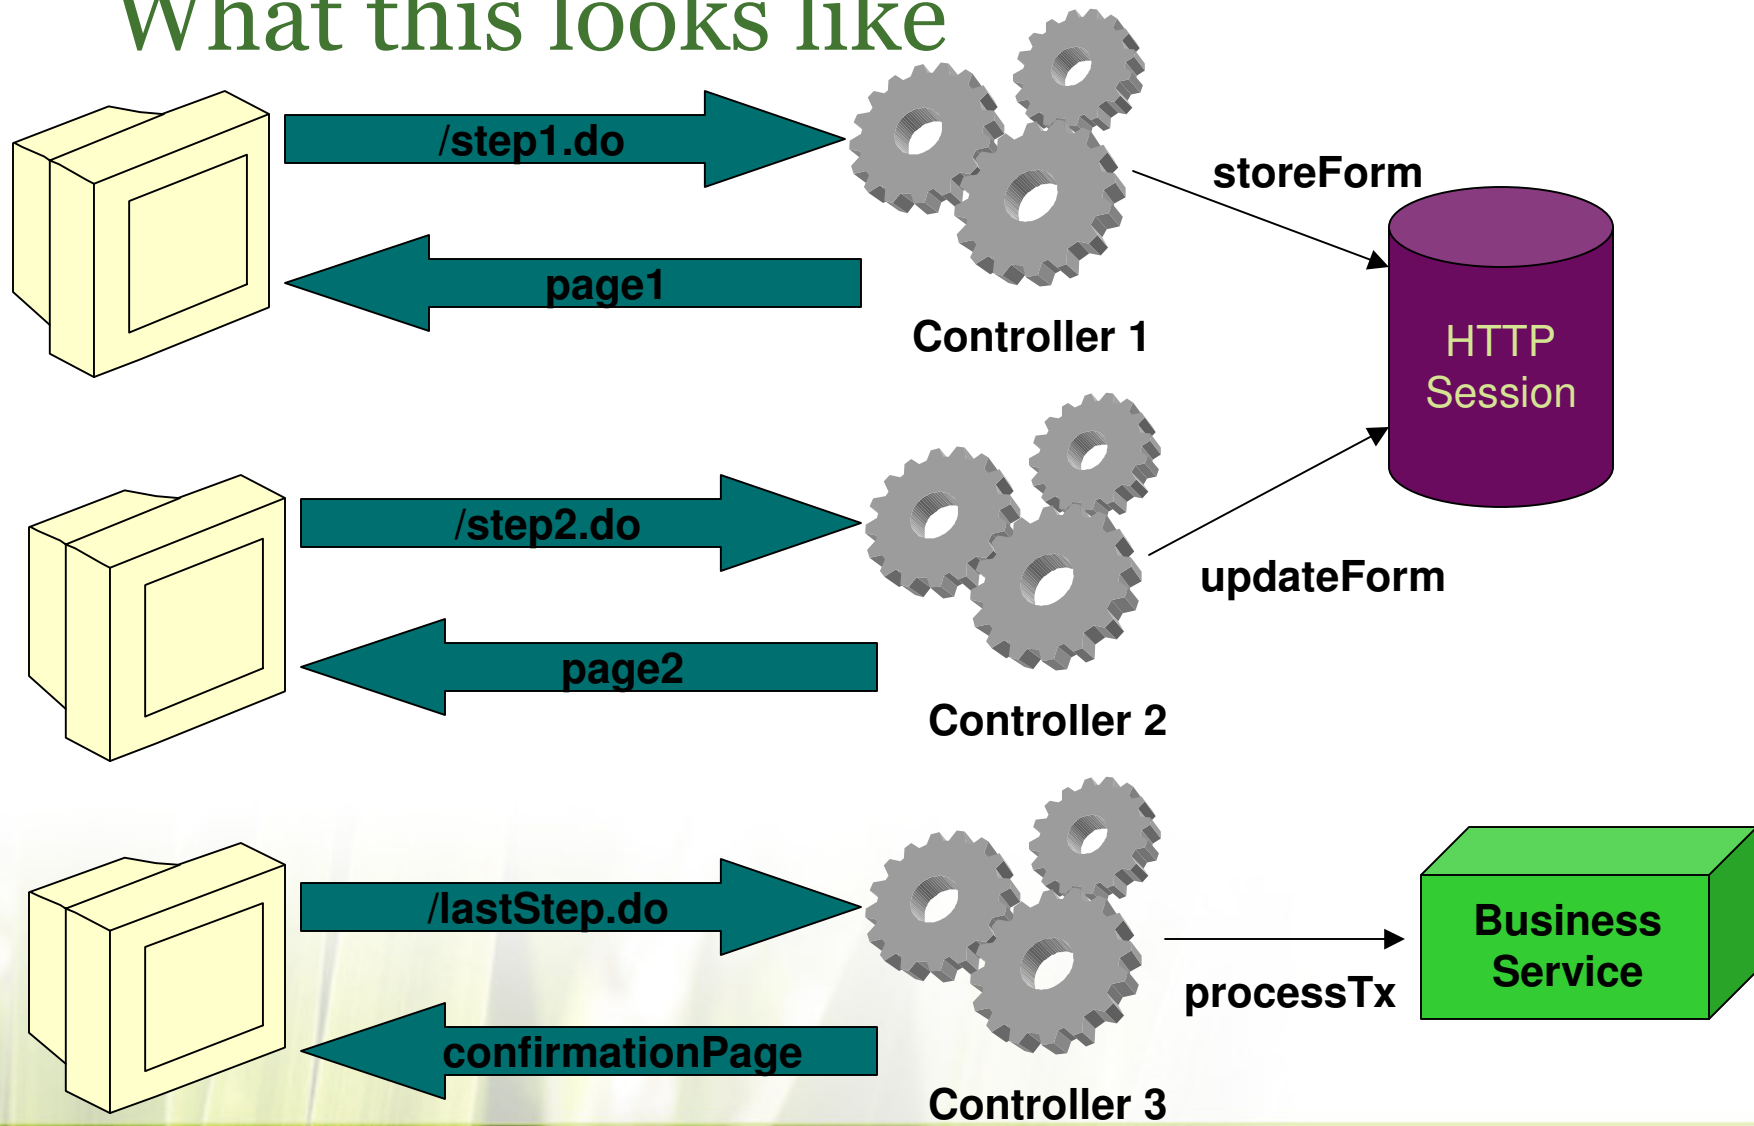 What this looks like
/step1.do
storeForm
page1
Controller 1
HTTP
Session
/step2.do
updateForm
page2
Controller 2
/lastStep.do
Business
Service
processTx
confirmationPage
Controller 3